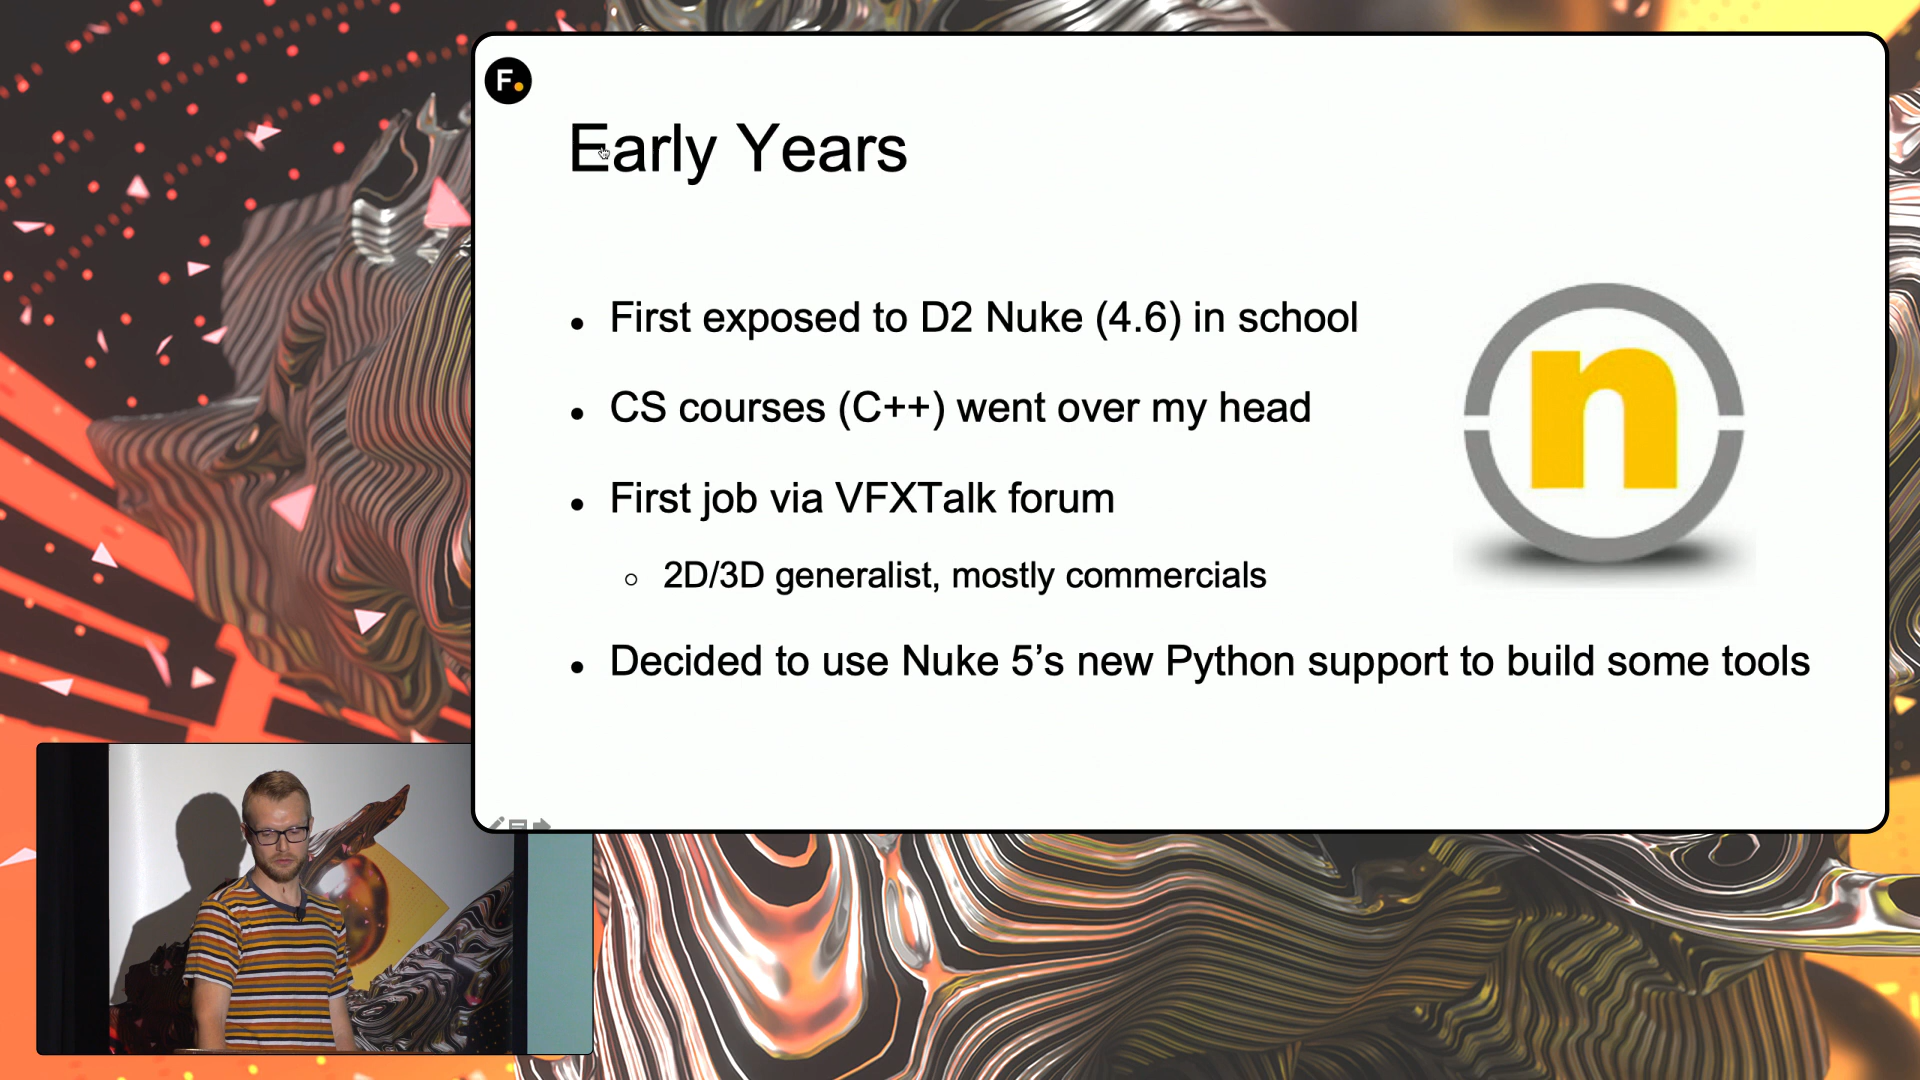 F.
Early Years
• First exposed to D2 Nuke (4.6) in school
• CS courses (C++) went over my head
• First job via VFXTalk forum
○ 2D/3D generalist, mostly commercials
• Decided to use Nuke 5’s new Python support to build some tools
n